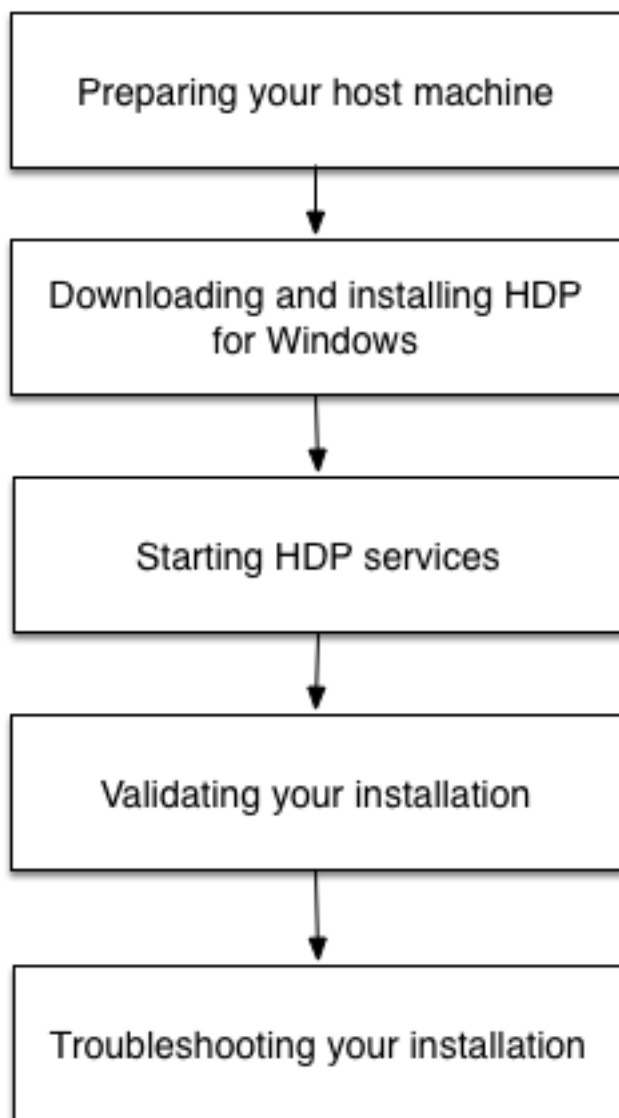 Preparing your host machine
Downloading and installing HDP
for Windows
Starting HDP services
Validating your installation
Troubleshooting your installation